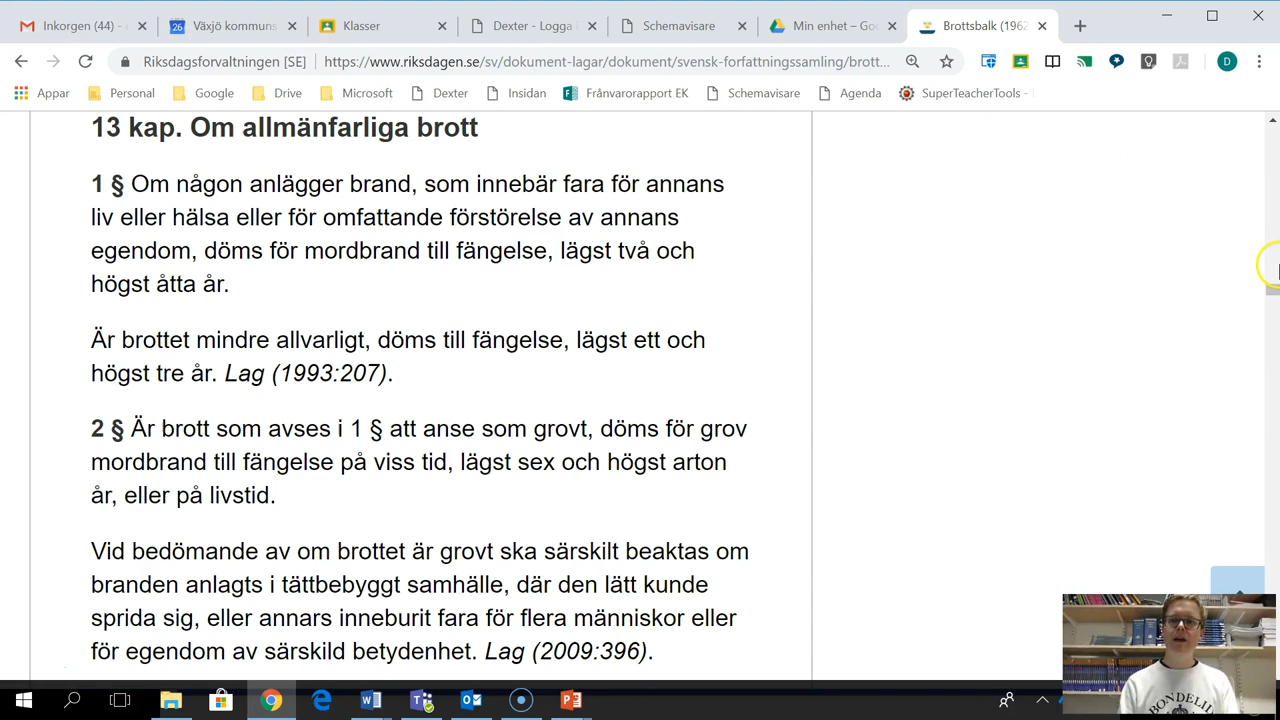 Inkorgen (44) -
26 Växjö kommuns
Klasser
Dexter - Logga
Schemavisare
Min enhet – Goo
Brottsbalk (1962
Riksdagsforvaltningen [SE] https://www.riksdagen.se/sv/dokument-lagar/dokument/svensk-forfattningssamling/brott...
D
Appar Personal Google Drive Microsoft Dexter Insidan Frånvarorapport EK Schemavisare Agenda SuperTeacherTools -
13 kap. Om allmänfarliga brott
1 § Om någon anlägger brand, som innebär fara för annans
liv eller hälsa eller för omfattande förstörelse av annans
egendom, döms för mordbrand till fängelse, lägst två och
högst åtta år.
Är brottet mindre allvarligt, döms till fängelse, lägst ett och
högst tre år. Lag (1993:207).
2 § Är brott som avses i 1 § att anse som grovt, döms för grov
mordbrand till fängelse på viss tid, lägst sex och högst arton
år, eller på livstid.
Vid bedömande av om brottet är grovt ska särskilt beaktas om
branden anlagts i tättbebyggt samhälle, där den lätt kunde
sprida sig, eller annars inneburit fara för flera människor eller
för egendom av särskild betydenhet. Lag (2009:396).